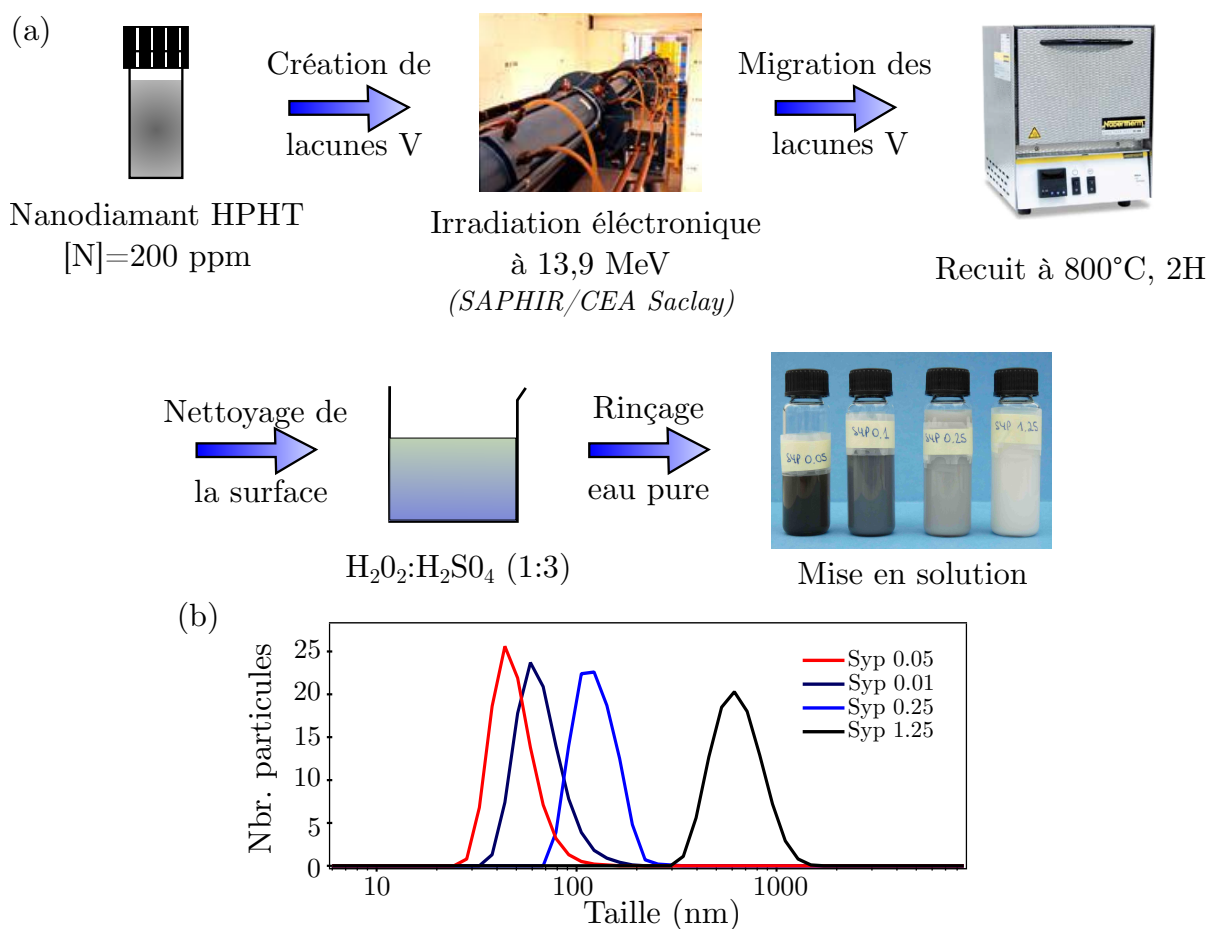 (a)
Création de
lacunes V
Migration des
lacunes V
Nabertherm
Nanodiamant HPHT
[N]=200 ppm
Irradiation éléctronique
à 13,9 MeV
(SAPHIR/CEA Saclay)
Recuit à 800°C, 2H
Nettoyage de
la surface
H₂0₂:H₂S0₄ (1:3)
Rinçage
eau pure
SYP 0,05
SYP 0,1
SYP 0.25
SYP 1,25
Mise en solution
(b)
Nbr. particules
25
20
15
10
5
0
Syp 0.05
Syp 0.01
Syp 0.25
Syp 1.25
10
100
1000
Taille (nm)